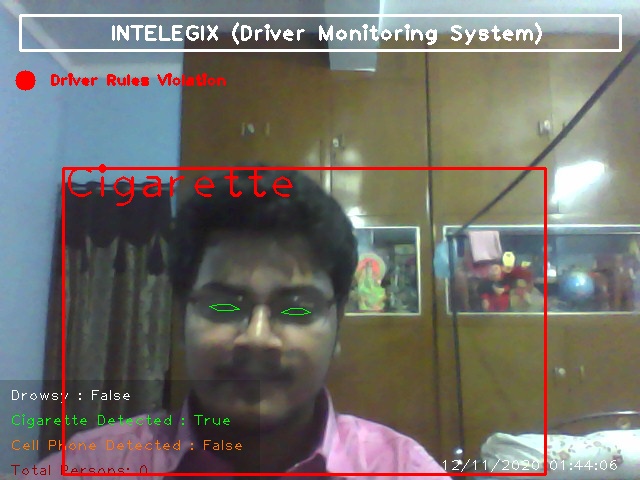 INTELEGIX (Driver Monitoring System)
Driver Rules Violation
Cigarette
Drowsy : False
Cigarette Detected : True
Cell Phone Detected : False
Total Persons: 0
12/11/2020 01:44:06